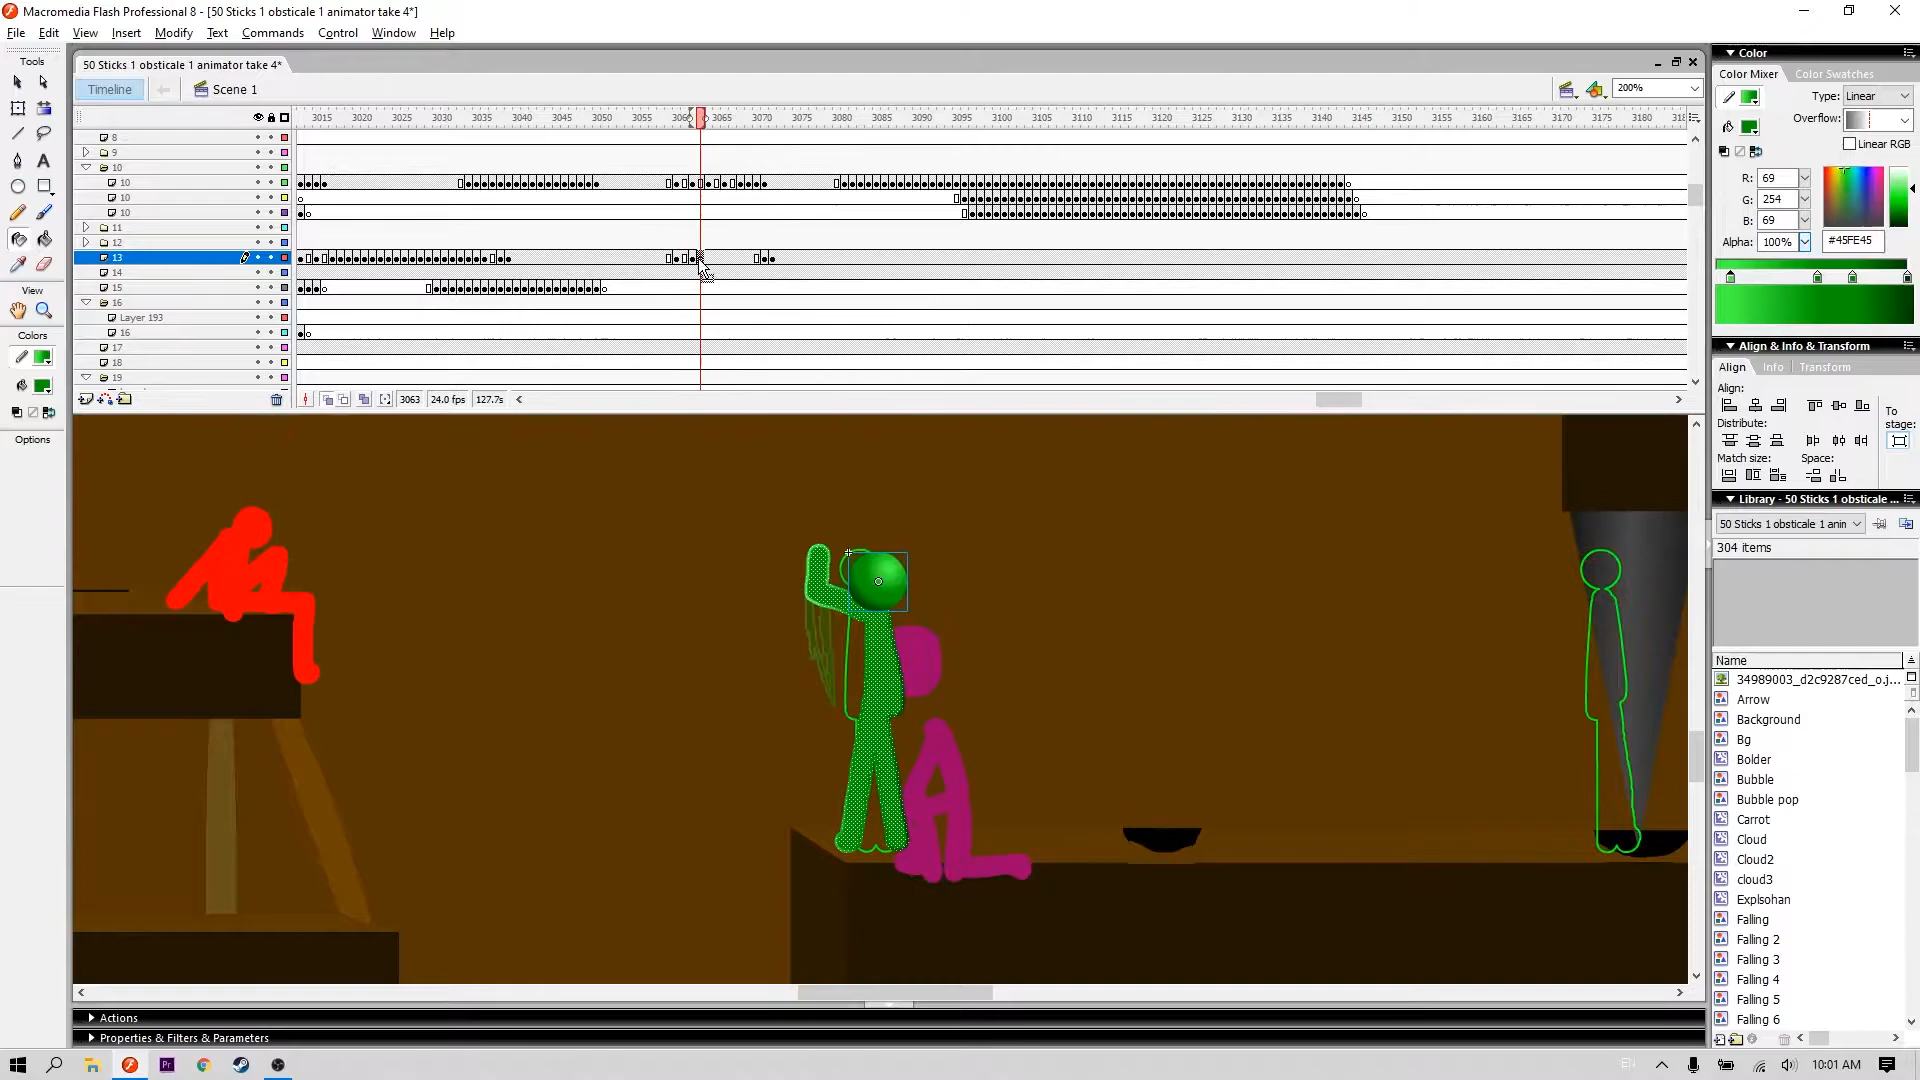 Macromedia Flash Professional 8 - [50 Sticks 1 obsticale 1 animator take 4*]
File Edit View Insert Modify Text Commands Control Window Help
Tools
50 Sticks 1 obsticale 1 animator take 4*
Timeline
Scene 1
200%
3015 3020 3025 3030 3035 3040 3045 3050 3055 3060 3065 3070 3075 3080 3085 3090 3095 3100 3105 3110 3115 3120 3125 3130 3135 3140 3145 3150 3155 3160 3165 3170 3175 3180
8
9
10
10
10
10
11
12
13
14
15
16
Layer 193
16
17
18
19
3063 24.0 fps 127.7s
View
Colors
Options
Color
Color Mixer
Color Swatches
Type: Linear
Overflow:
Linear RGB
R: 69
G: 254
B: 69
Alpha: 100%
#45FE45
Align & Info & Transform
Align Info Transform
Align:
Distribute:
Match size:
Space:
To
stage:
Library - 50 Sticks 1 obsticale ...
50 Sticks 1 obsticale 1 anin
304 items
Name
34989003_d2c9287ced_o.j...
Arrow
Background
Bg
Bolder
Bubble
Bubble pop
Carrot
Cloud
Cloud2
cloud3
Explsohan
Falling
Falling 2
Falling 3
Falling 4
Falling 5
Falling 6
Actions
Properties & Filters & Parameters
10:01 AM